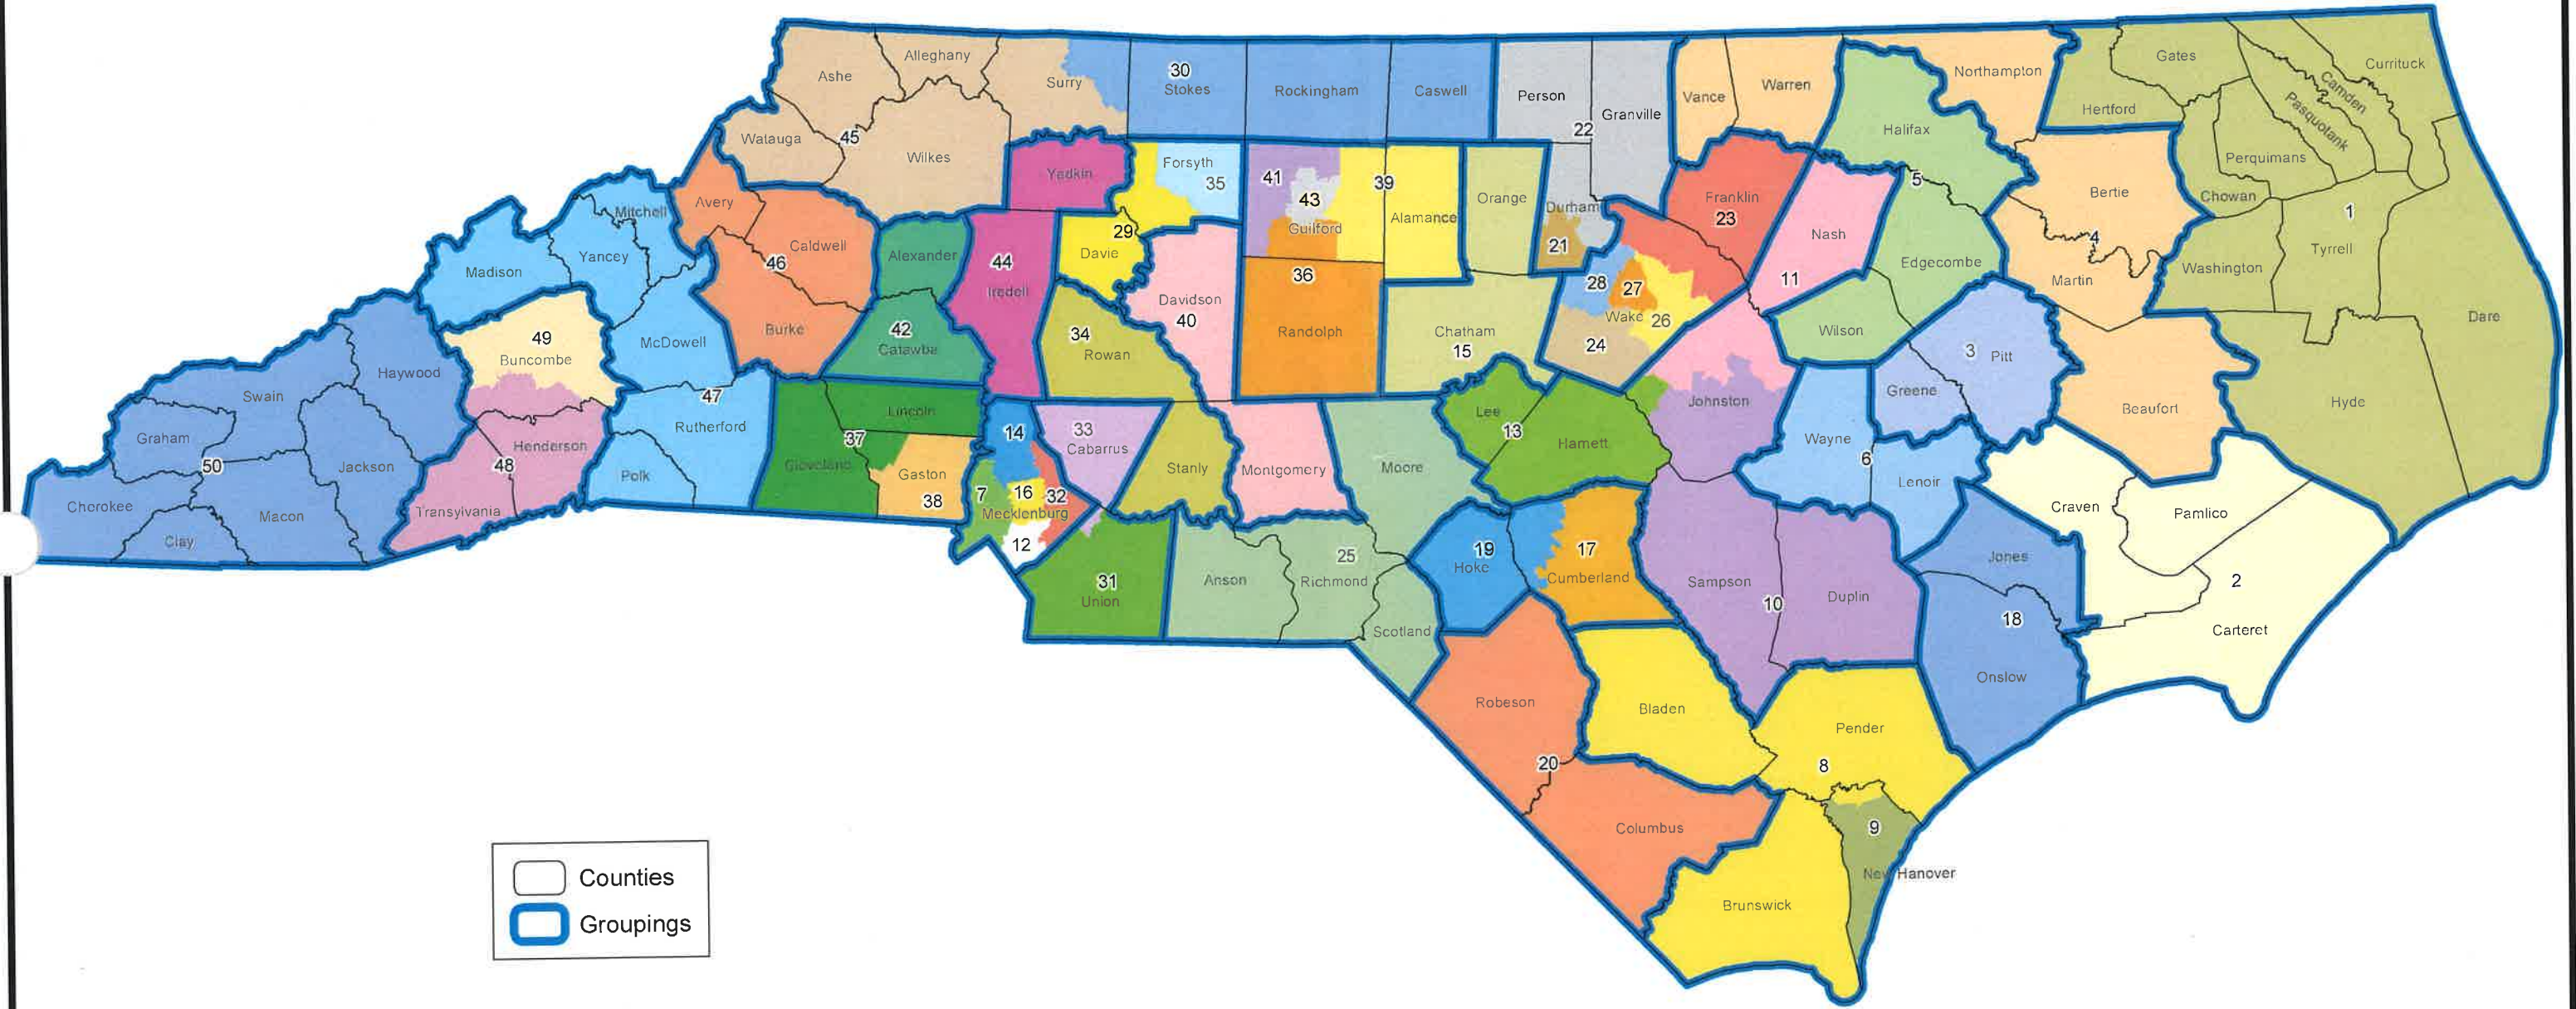 Ashe
Alleghany
Surry
30
Stokes
Rockingham
Caswell
Person
Granville
22
Vance
Warren
Northampton
Gates
Hertford
Currituck
Camden
Pasquotank
Perquimans
Chowan
Watauga
45
Wilkes
Yadkin
Forsyth
35
41
43
Guilford
39
Alamance
Orange
Durham
21
Franklin
23
Halifax
5
Nash
11
Edgecombe
Bertie
4
Martin
1
Washington
Tyrrell
Dare
Mitchell
Avery
Madison
Yancey
46
Caldwell
Burke
Alexander
44
Iredell
29
Davie
Davidson
40
36
Randolph
Chatham
15
28
27
Wake
26
24
Wilson
3
Pitt
Greene
Beaufort
Hyde
49
Buncombe
McDowell
42
Catawba
34
Rowan
Haywood
Swain
Graham
50
Jackson
Cherokee
Macon
Clay
47
Rutherford
Polk
Henderson
48
Transylvania
Lincoln
37
Cleveland
Gaston
38
14
33
Cabarrus
7
16
32
Mecklenburg
12
Stanly
Montgomery
Moore
Lee
13
Harnett
Johnston
Wayne
6
Lenoir
Craven
Pamlico
2
Carteret
Jones
18
Onslow
31
Union
Anson
25
Richmond
Scotland
19
Hoke
17
Cumberland
Sampson
10
Duplin
Robeson
20
Bladen
Pender
8
Columbus
9
New Hanover
Brunswick
Counties
Groupings